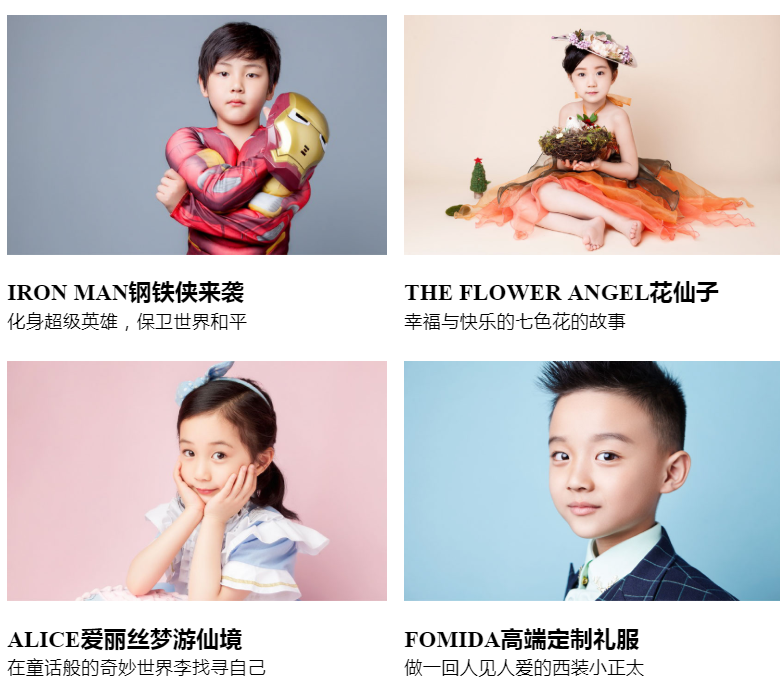 IRON MAN钢铁侠来袭
化身超级英雄，保卫世界和平
THE FLOWER ANGEL花仙子
幸福与快乐的七色花的故事
ALICE爱丽丝梦游仙境
在童话般的奇妙世界李找寻自己
FOMIDA高端定制礼服
做一回人见人爱的西装小正太